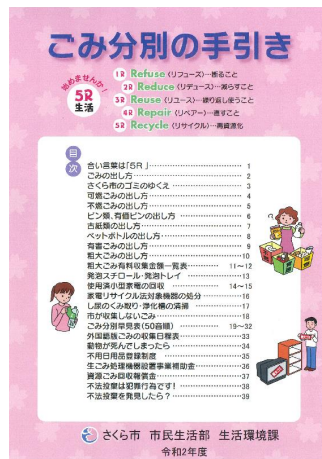 ごみ分別の手引き
始めませんか！
5R
生活
1R Refuse（リフューズ）…断ること
2R Reduce（リデュース）…減らすこと
3R Reuse（リユース）…繰り返し使うこと
4R Repair（リペアー）…直すこと
5R Recycle（リサイクル）…再資源化
目次
合い言葉は「5R」 1
ごみの出し方 2
さくら市のゴミのゆくえ 3
可燃ごみの出し方 4
不燃ごみの出し方 5
ビン類、有価ビンの出し方 6
古紙類の出し方 7
ペットボトルの出し方 8
有害ごみの出し方 9
粗大ごみの出し方 10
粗大ごみ有料収集金額一覧表 11～12
発泡スチロール・発泡トレイ 13
使用済小型家電の回収 14～15
家電リサイクル法対象機器の処分 16
し尿のくみ取り・浄化槽の清掃 17
市が収集しないごみ 18
ごみ分別早見表（50音順） 19～32
外国語版ごみの収集日程表 33
動物が死んでしまったら 34
不用日用品登録制度 35
生ごみ処理機器設置事業補助金 36
資源ごみ回収報償金 37
不法投棄は犯罪行為です！ 38
不法投棄を発見したら？ 39
さくら市 市民生活部 生活環境課
令和2年度